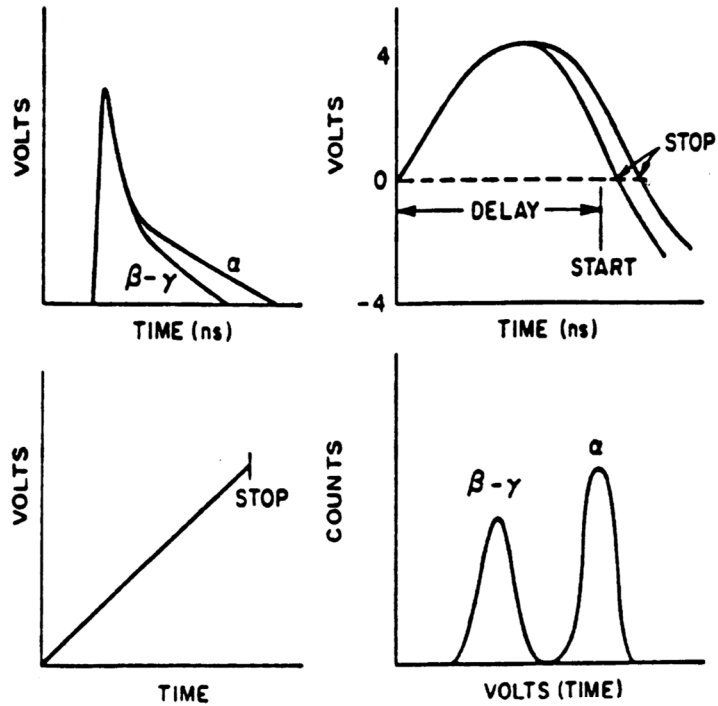 VOLTS
β-γ
α
TIME (ns)
VOLTS
4
0
-4
STOP
DELAY
START
TIME (ns)
VOLTS
STOP
TIME
COUNTS
β-γ
α
VOLTS (TIME)